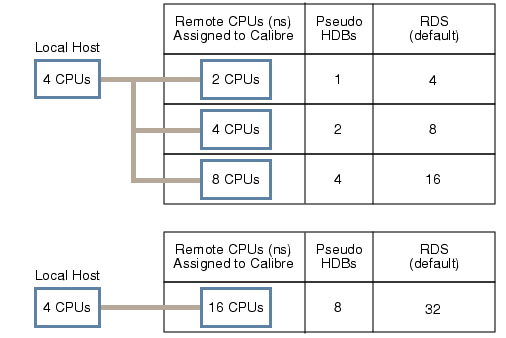 Remote CPUs (ns) Pseudo RDS
Assigned to Calibre HDBs (default)
Local Host
4 CPUs 2 CPUs 1 4
4 CPUs 2 8
8 CPUs 4 16
Remote CPUs (ns) Pseudo RDS
Assigned to Calibre HDBs (default)
Local Host
4 CPUs 16 CPUs 8 32